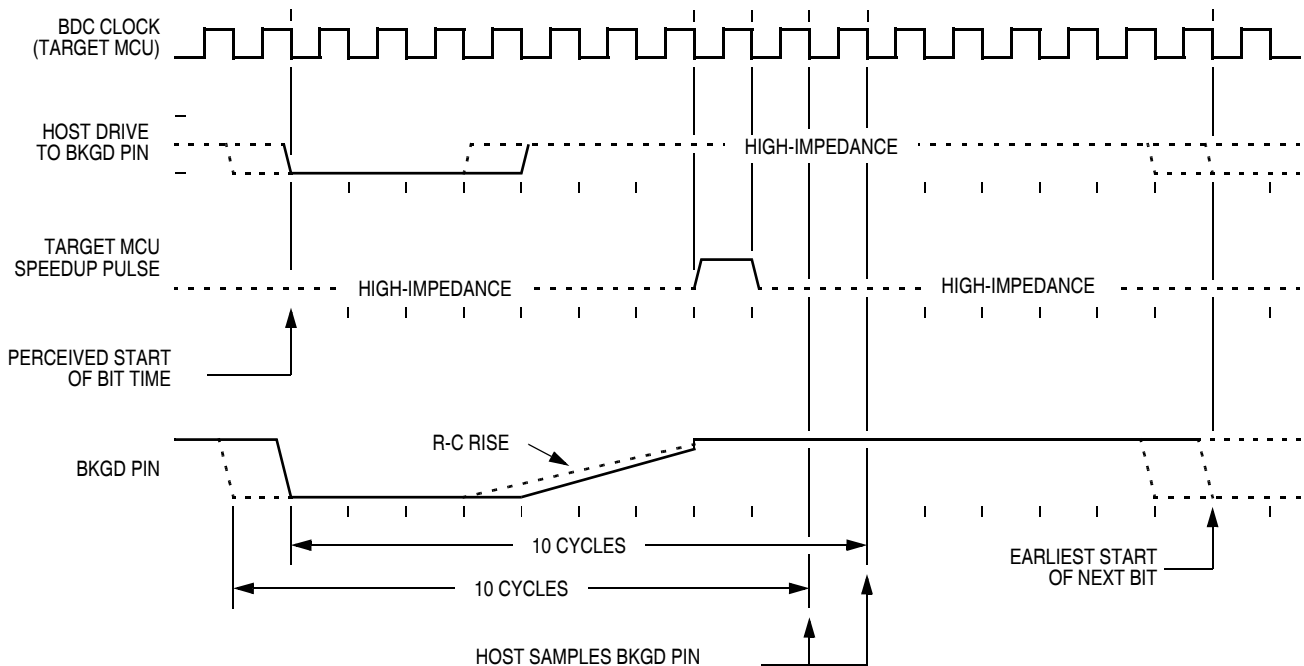 BDC CLOCK
(TARGET MCU)
HOST DRIVE
TO BKGD PIN
HIGH-IMPEDANCE
TARGET MCU
SPEEDUP PULSE
HIGH-IMPEDANCE
HIGH-IMPEDANCE
PERCEIVED START
OF BIT TIME
R-C RISE
BKGD PIN
10 CYCLES
EARLIEST START
OF NEXT BIT
10 CYCLES
HOST SAMPLES BKGD PIN